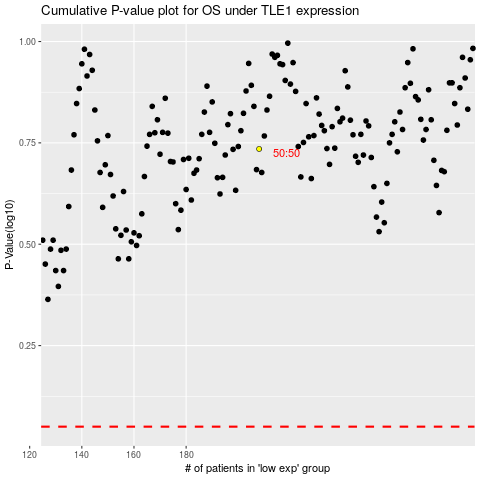 Cumulative P-value plot for OS under TLE1 expression
P-Value(log10)
1.00
0.75
0.50
0.25
50:50
120 140 160 180
# of patients in 'low exp' group